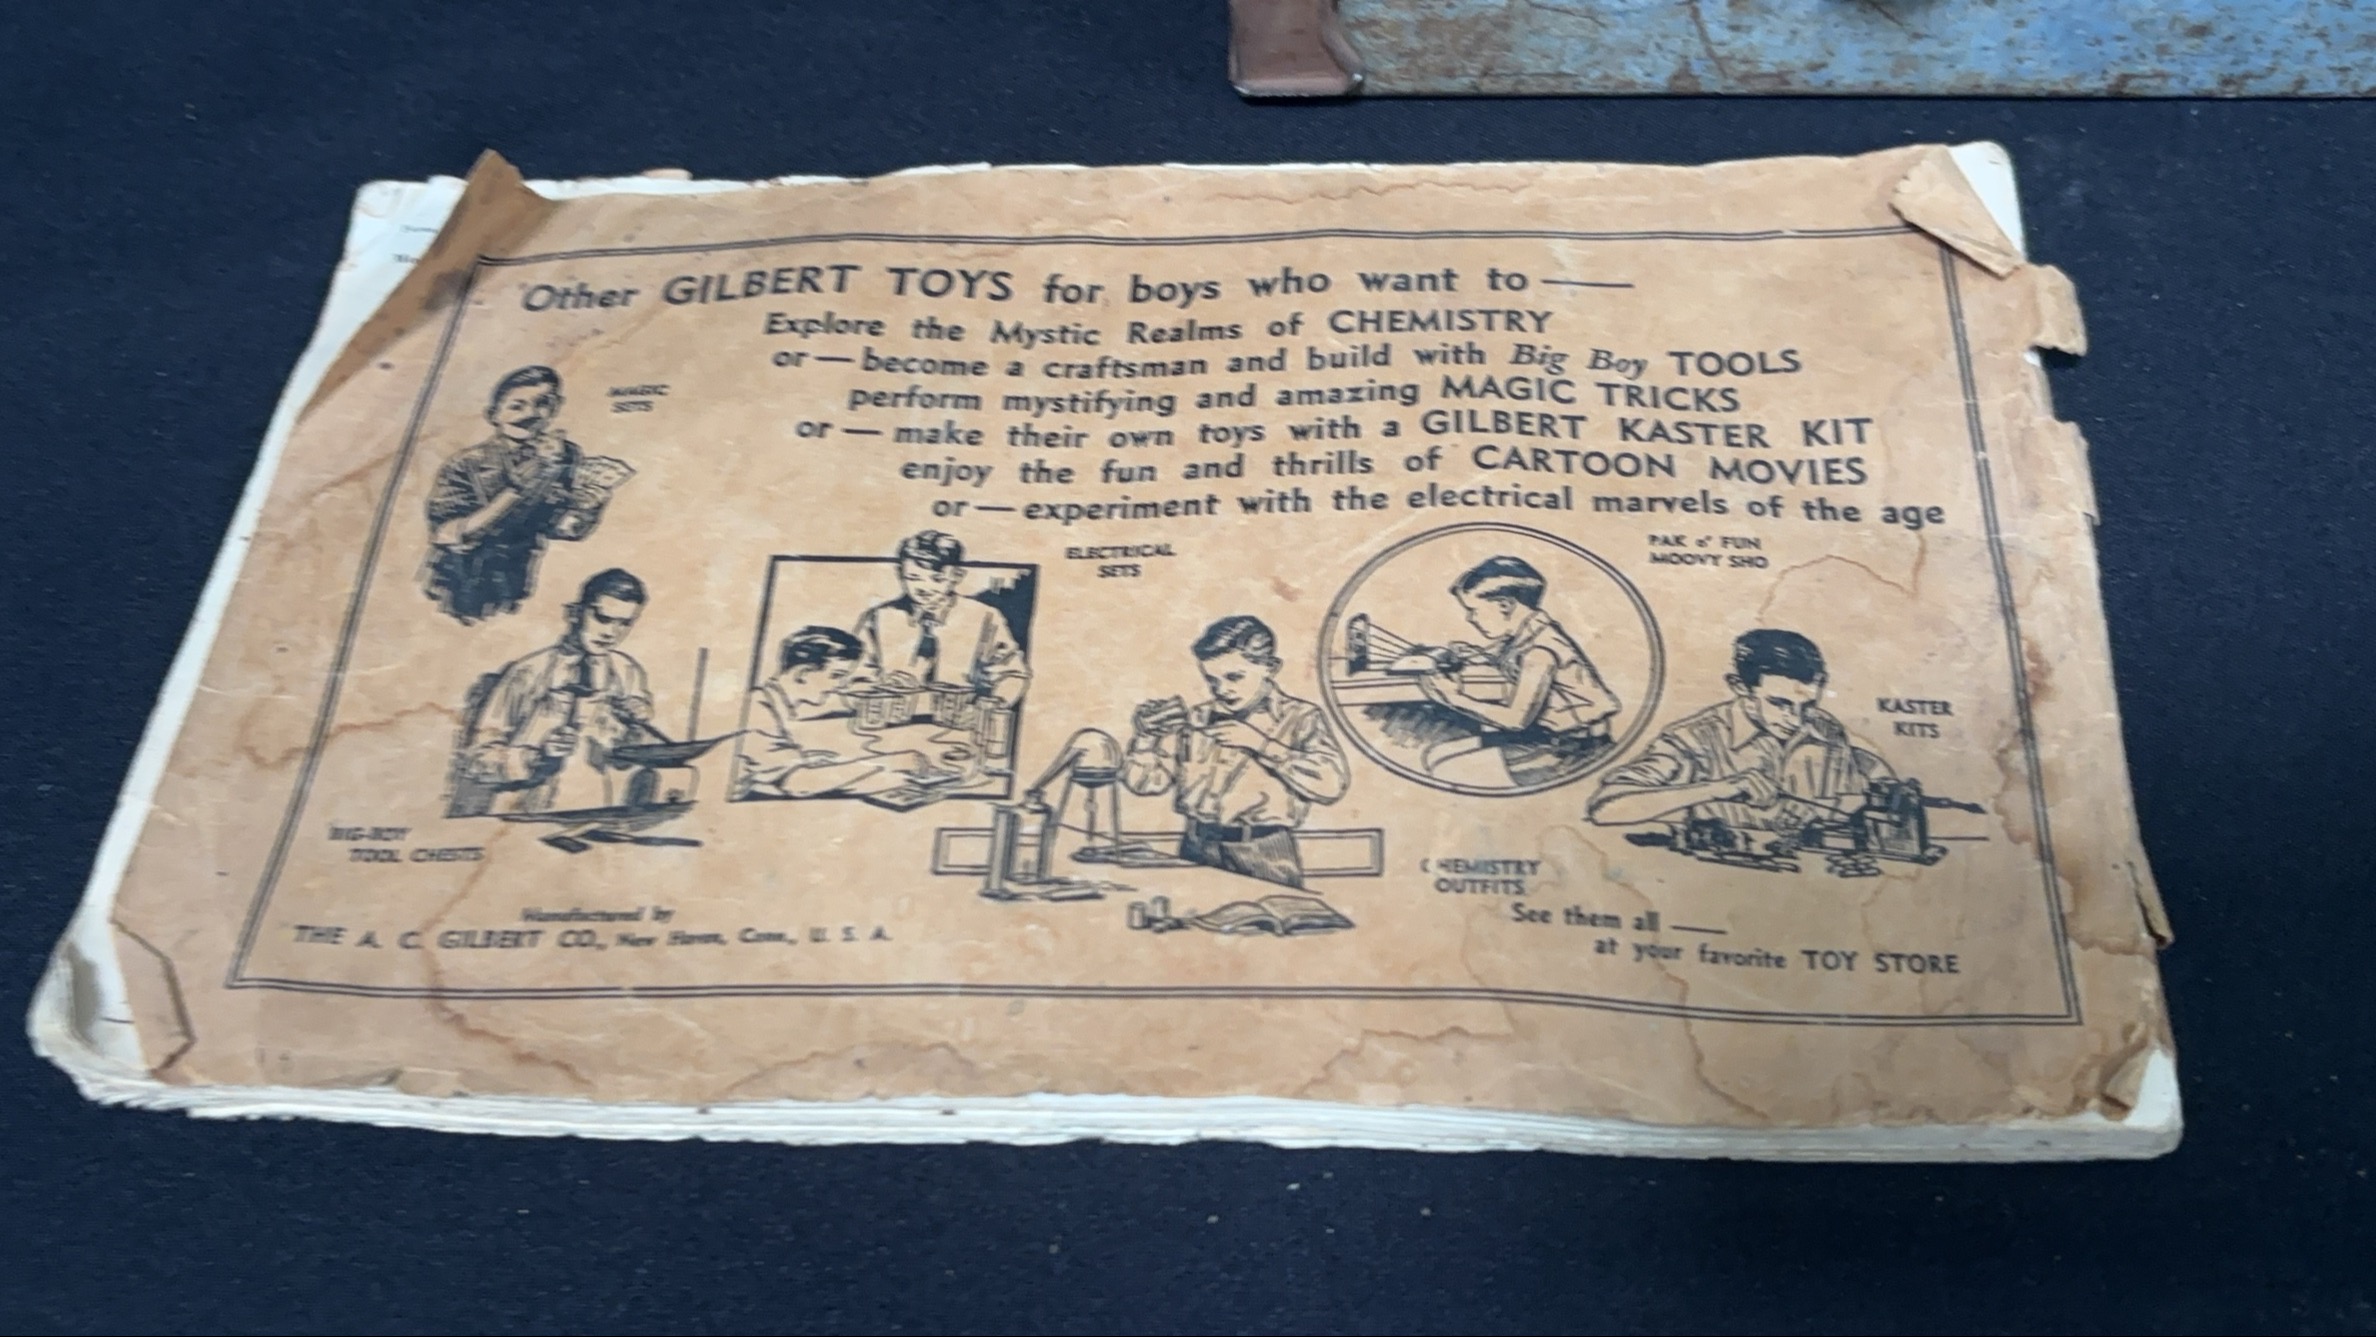 Other GILBERT TOYS for boys who want to —
Explore the Mystic Realms of CHEMISTRY
or — become a craftsman and build with Big Boy TOOLS
perform mystifying and amazing MAGIC TRICKS
or — make their own toys with a GILBERT KASTER KIT
enjoy the fun and thrills of CARTOON MOVIES
or — experiment with the electrical marvels of the age
MAGIC
SETS
ELECTRICAL
SETS
PAK o' FUN
MOOVY SHO
KASTER
KITS
BIG-BOY
TOOL CHESTS
CHEMISTRY
OUTFITS
Manufactured by
THE A. C. GILBERT CO., New Haven, Conn., U. S. A.
See them all —
at your favorite TOY STORE